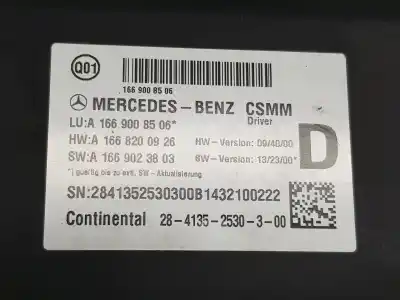 Q01
166 900 85 06
MERCEDES-BENZ CSMM
Driver
LU:A 166 900 85 06*
HW:A 166 820 09 26 HW-Version: 09/40/00
SW:A 166 902 38 03 SW-Version: 13/23/00*
D
*) gueltig bis zu evtl. SW-Aktualisierung
SN:2841352530300B1432100222
Continental 28-4135-2530-3-00